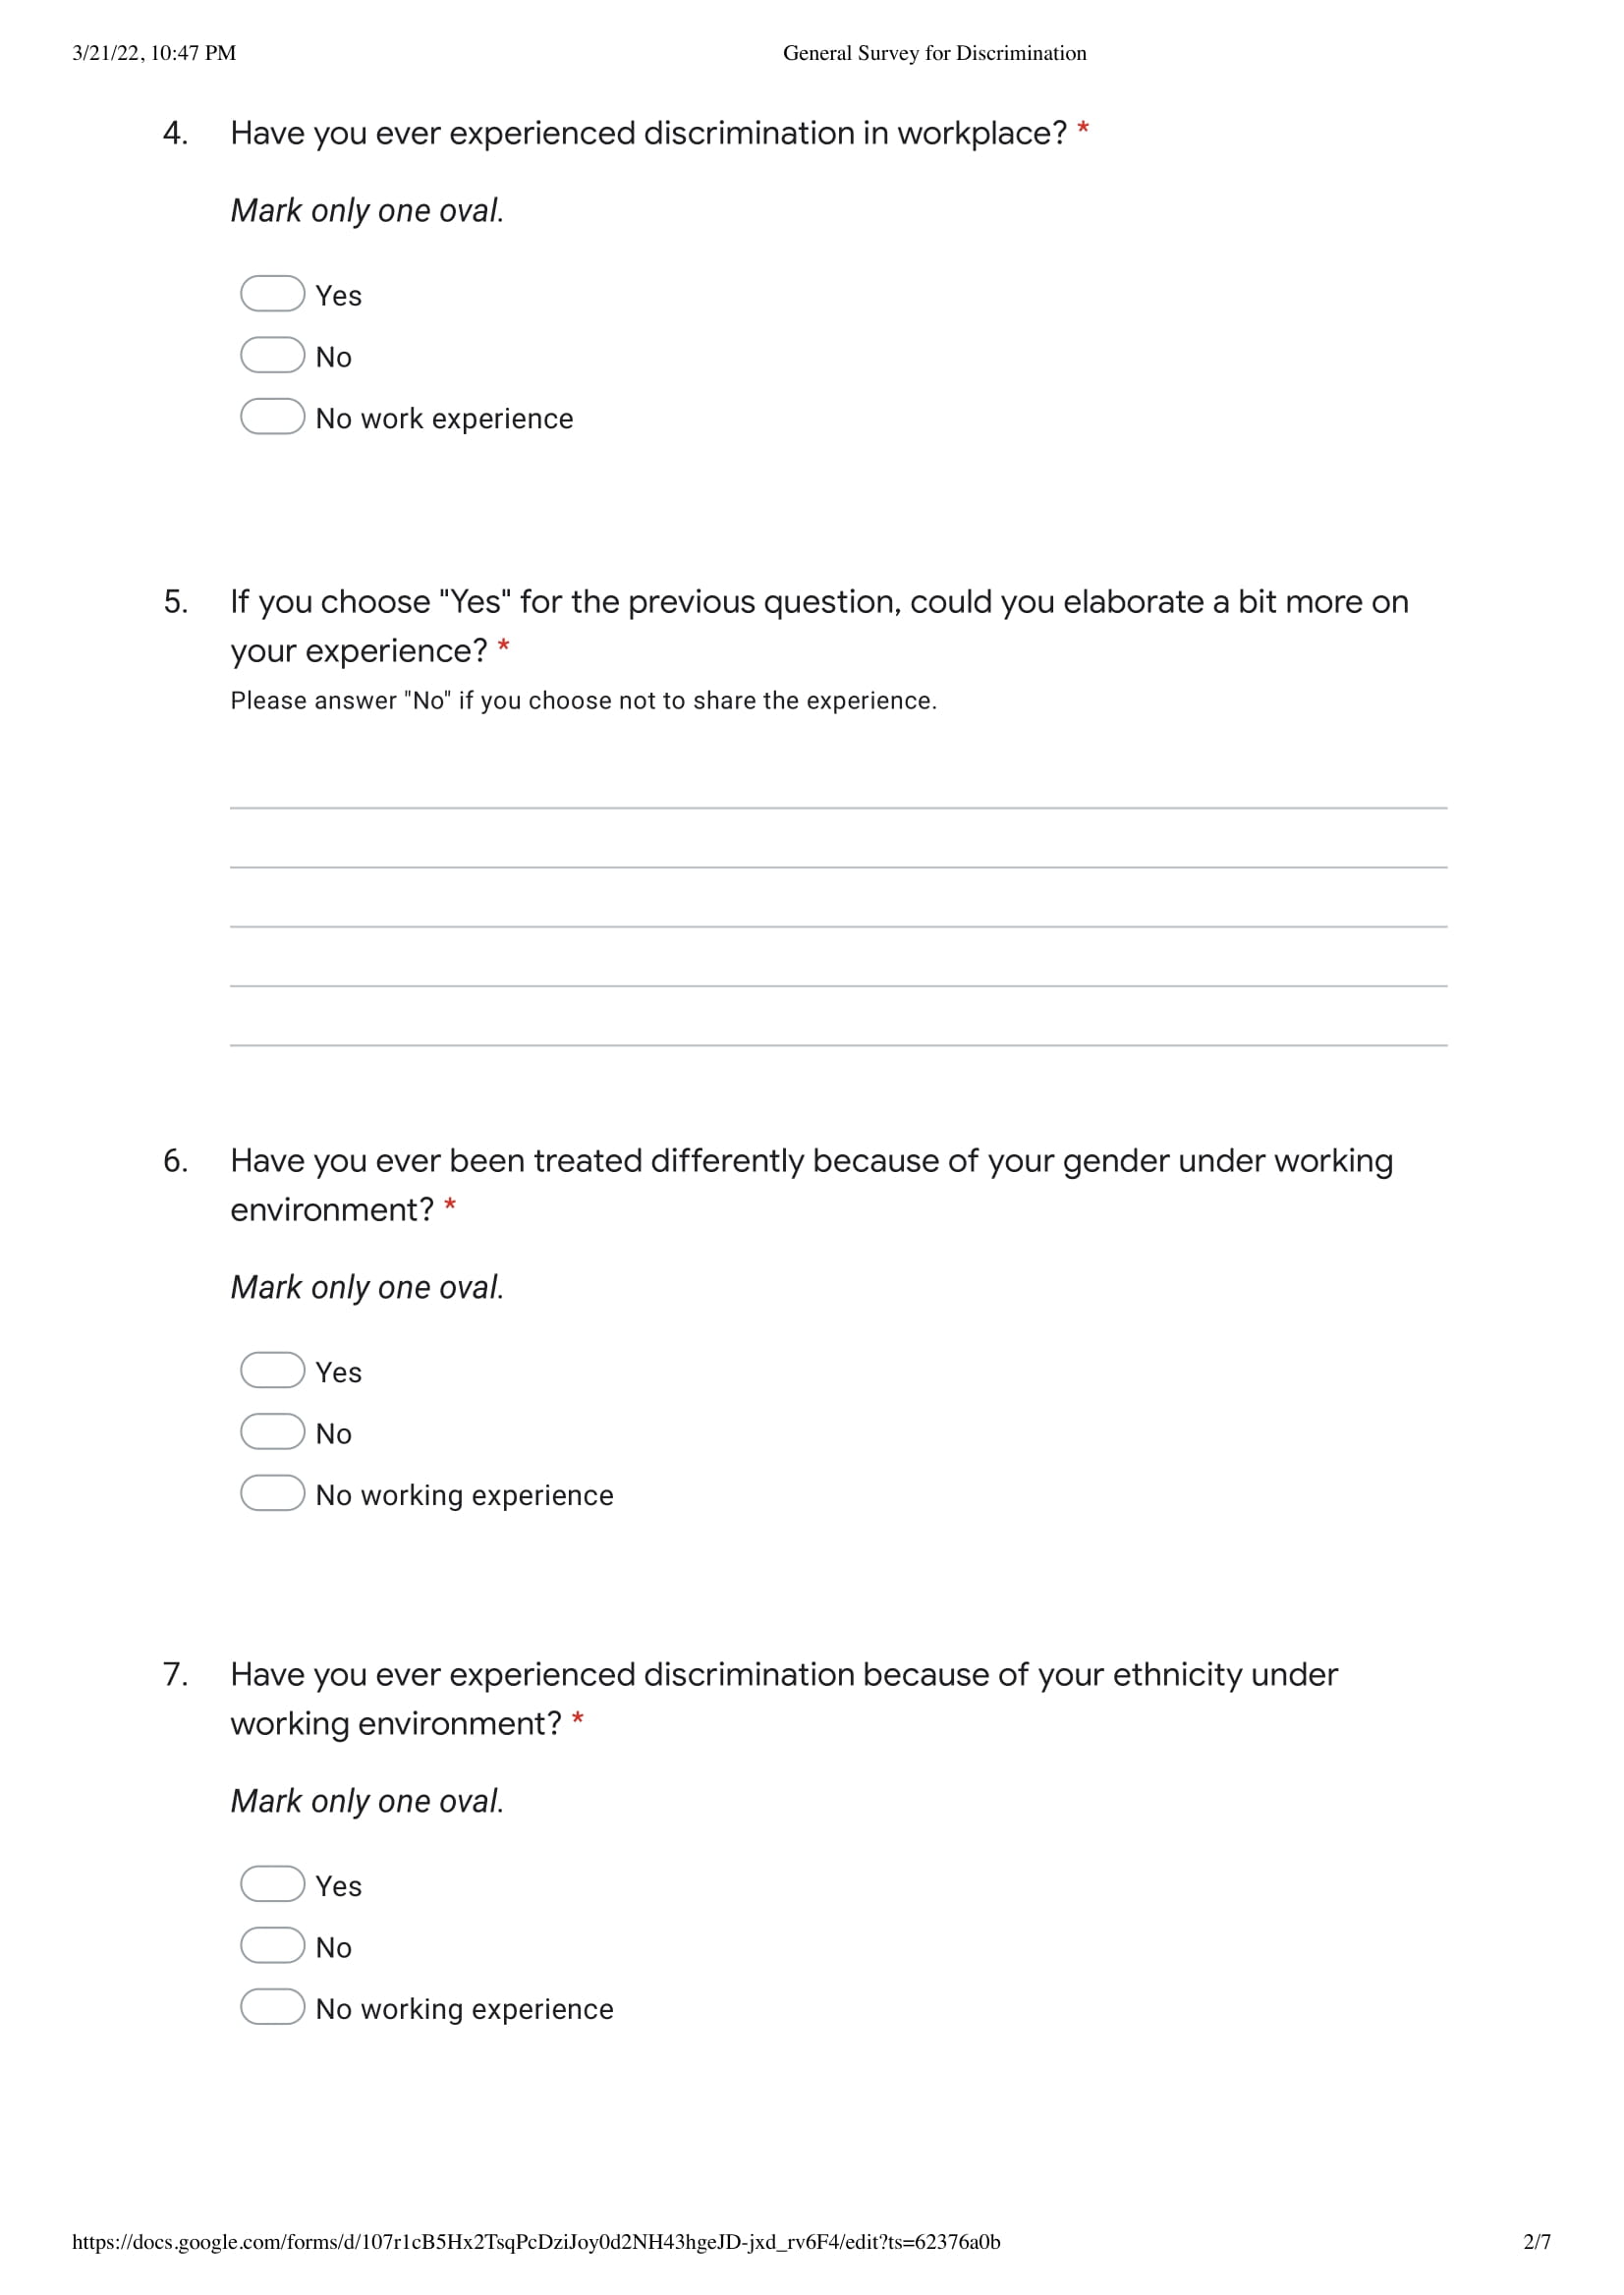 3/21/22, 10:47 PM General Survey for Discrimination
4. Have you ever experienced discrimination in workplace? *
Mark only one oval.
Yes
No
No work experience
5. If you choose "Yes" for the previous question, could you elaborate a bit more on
your experience? *
Please answer "No" if you choose not to share the experience.
6. Have you ever been treated differently because of your gender under working
environment? *
Mark only one oval.
Yes
No
No working experience
7. Have you ever experienced discrimination because of your ethnicity under
working environment? *
Mark only one oval.
Yes
No
No working experience
https://docs.google.com/forms/d/107r1cB5Hx2TsqPcDziJoy0d2NH43hgeJD-jxd_rv6F4/edit?ts=62376a0b 2/7